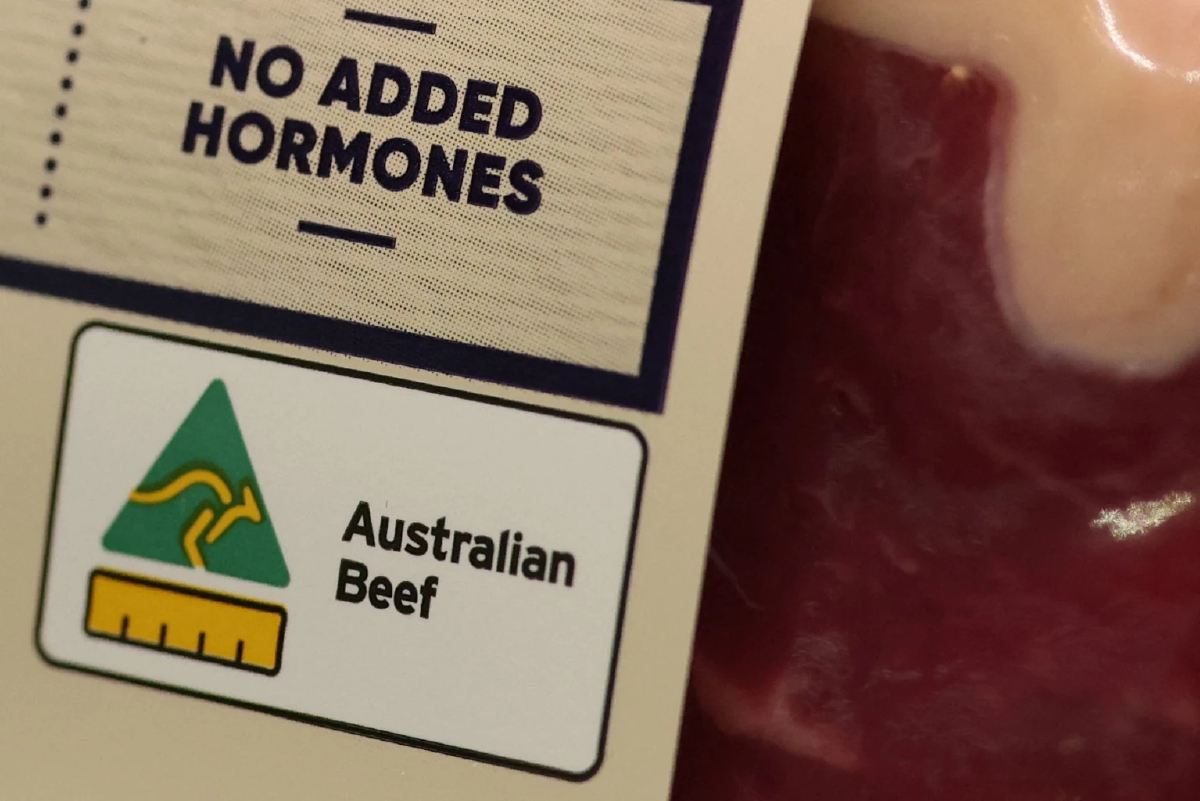 NO ADDED
HORMONES
Australian
Beef